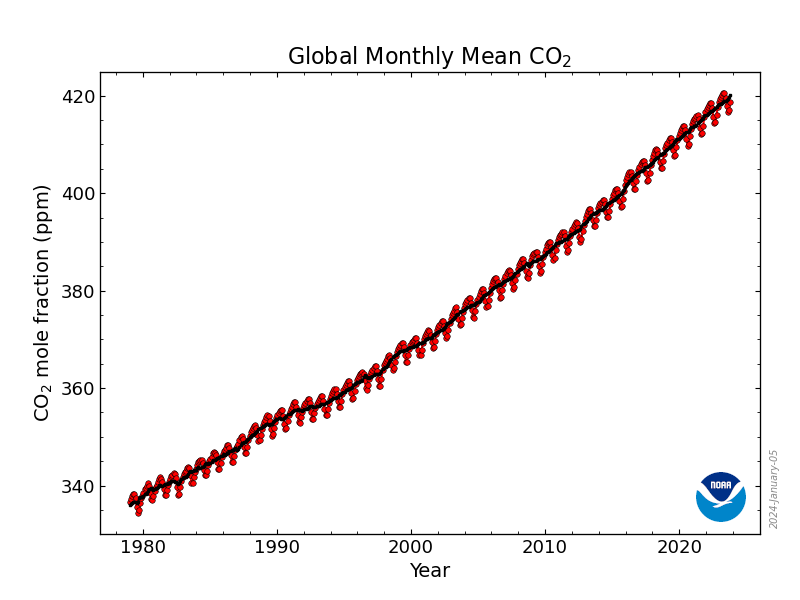 Global Monthly Mean CO₂
CO₂ mole fraction (ppm)
420
400
380
360
340
1980
1990
2000
2010
2020
Year
NOAA
2024-January-05